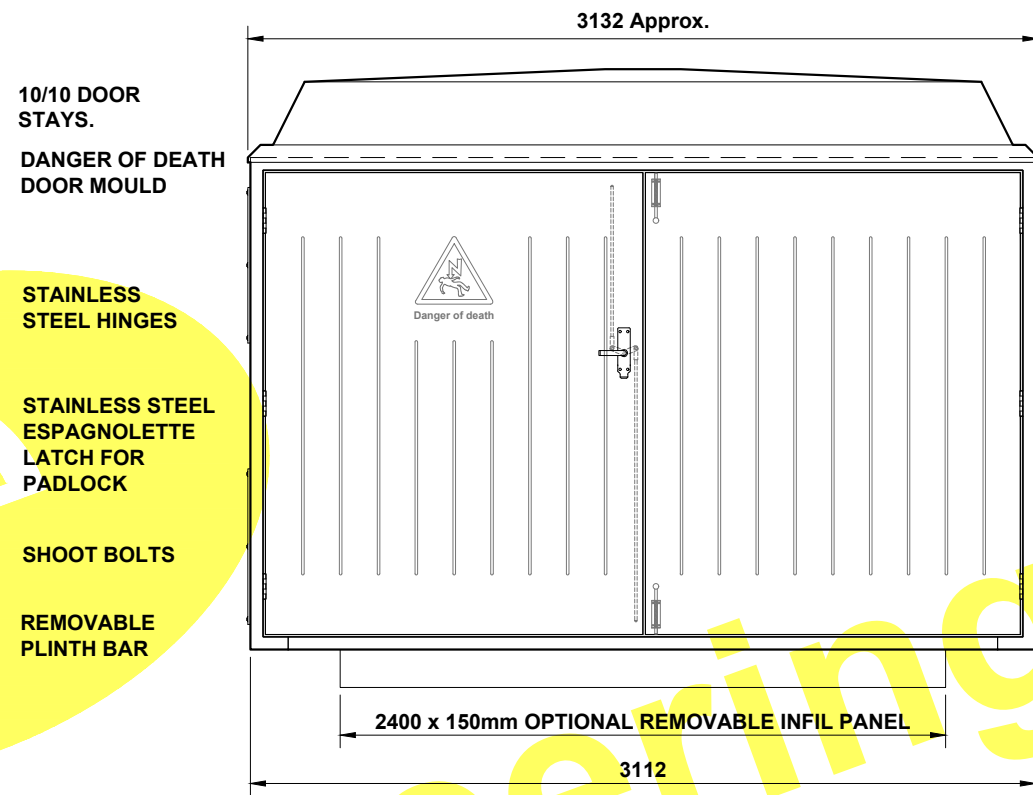 3132 Approx.
10/10 DOOR
STAYS.
DANGER OF DEATH
DOOR MOULD
STAINLESS
STEEL HINGES
STAINLESS STEEL
ESPAGNOLETTE
LATCH FOR
PADLOCK
SHOOT BOLTS
REMOVABLE
PLINTH BAR
Danger of death
2400 x 150mm OPTIONAL REMOVABLE INFIL PANEL
3112